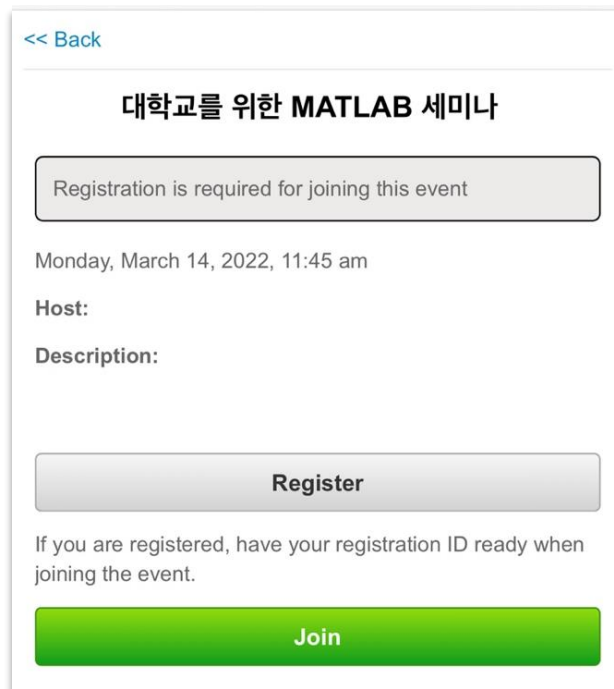 << Back
대학교를 위한 MATLAB 세미나
Registration is required for joining this event
Monday, March 14, 2022, 11:45 am
Host:
Description:
Register
If you are registered, have your registration ID ready when
joining the event.
Join